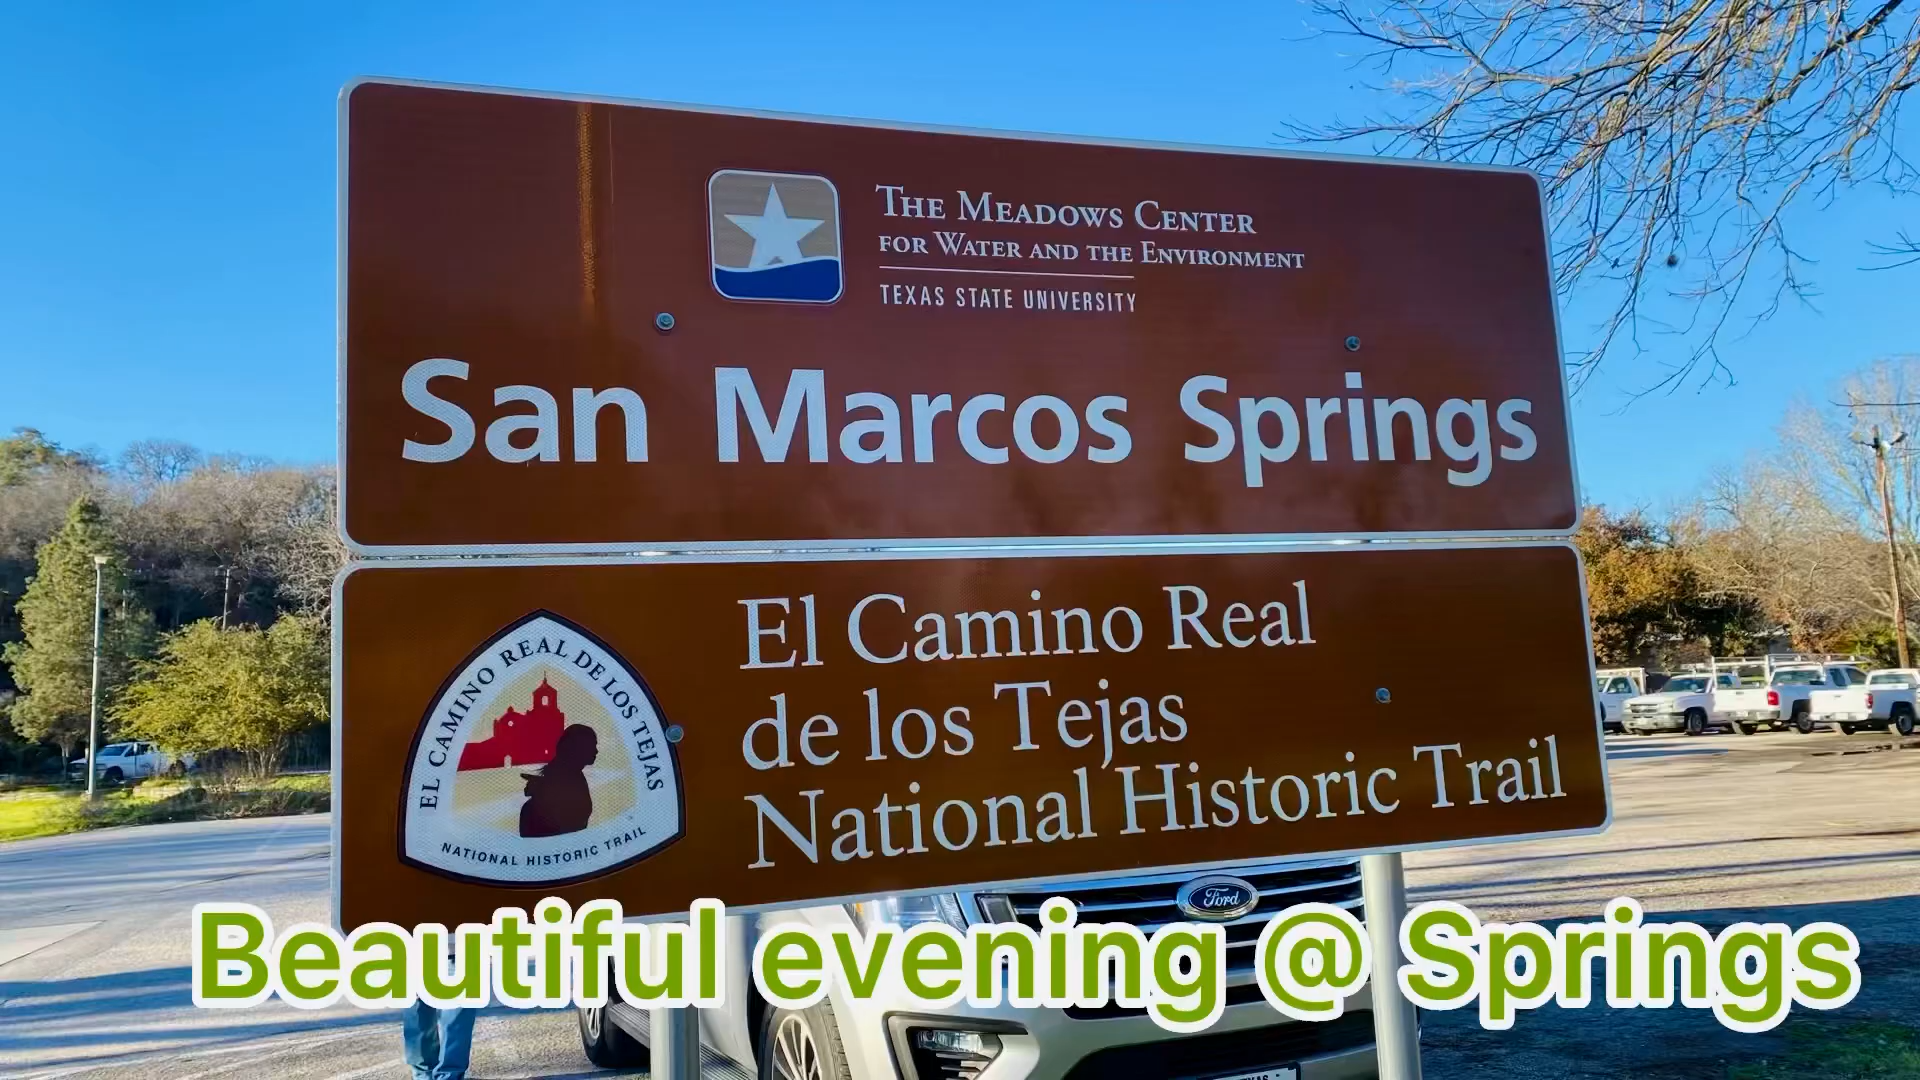 The Meadows Center
for Water and the Environment
TEXAS STATE UNIVERSITY
San Marcos Springs
El Camino Real
de los Tejas
National Historic Trail
EL CAMINO REAL DE LOS TEJAS
NATIONAL HISTORIC TRAIL
Ford
Beautiful evening @ Springs